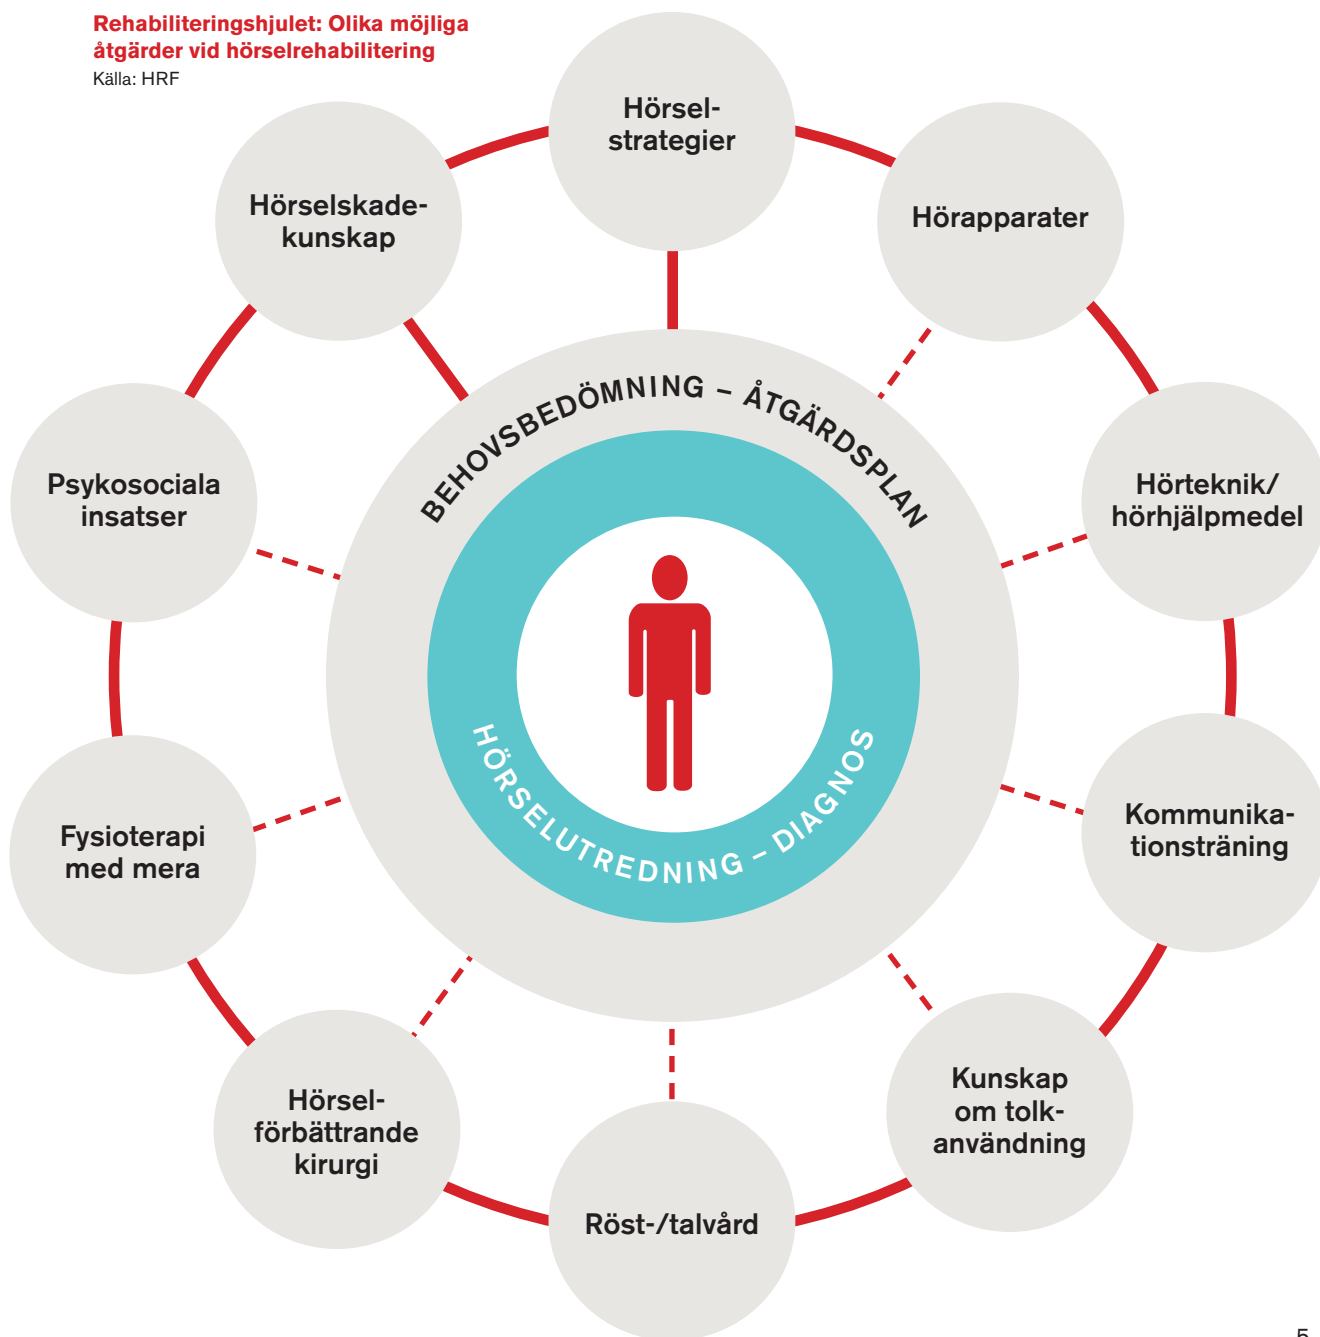 Rehabiliteringshjulet: Olika möjliga
åtgärder vid hörselrehabilitering
Källa: HRF
Hörsel-
strategier
Hörapparater
Hörteknik/
hörhjälpmedel
Kommunika-
tionsträning
Kunskap
om tolk-
användning
Röst-/talvård
Hörsel-
förbättrande
kirurgi
Fysioterapi
med mera
Psykosociala
insatser
Hörselskade-
kunskap
BEHOVSBEDÖMNING – ÅTGÄRDSPLAN
HÖRSELUTREDNING – DIAGNOS
5